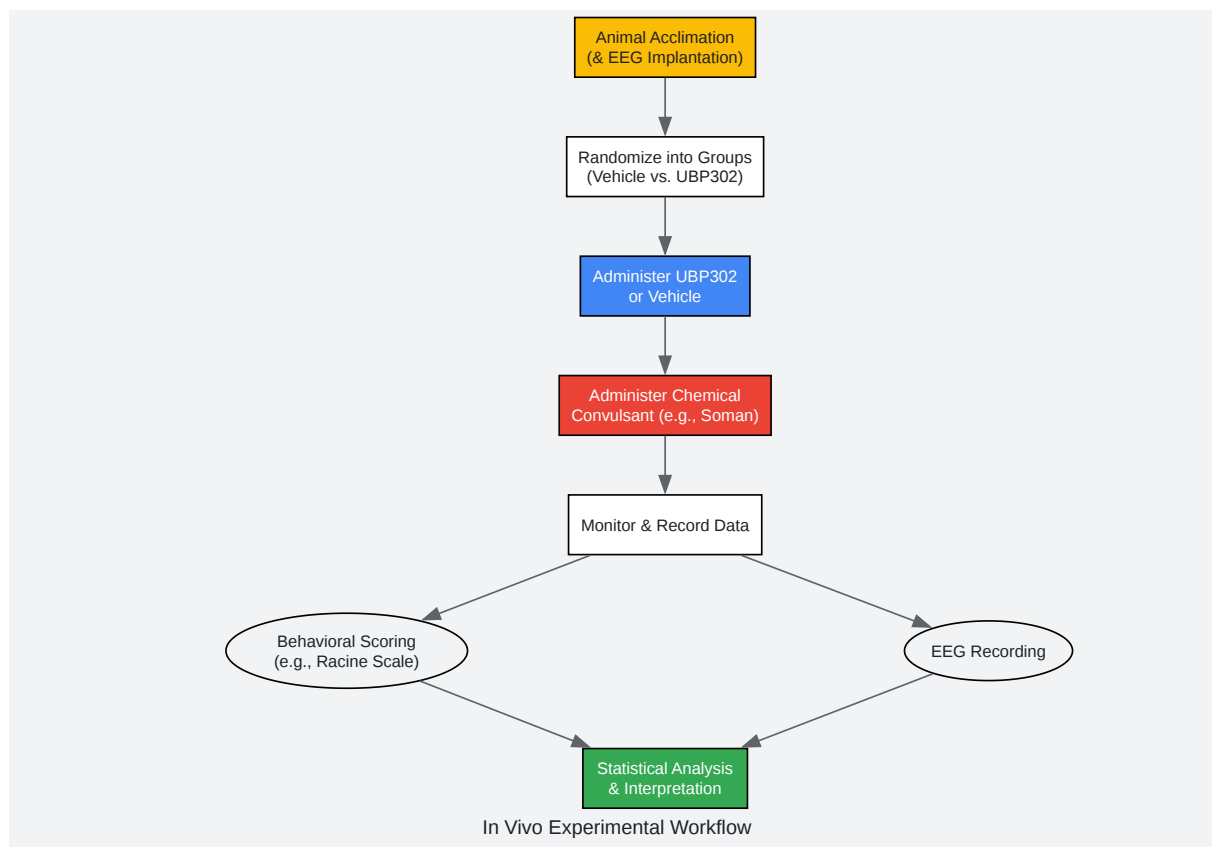 Animal Acclimation
(& EEG Implantation)
Randomize into Groups
(Vehicle vs. UBP302)
Administer UBP302
or Vehicle
Administer Chemical
Convulsant (e.g., Soman)
Monitor & Record Data
Behavioral Scoring
(e.g., Racine Scale)
EEG Recording
Statistical Analysis
& Interpretation
In Vivo Experimental Workflow